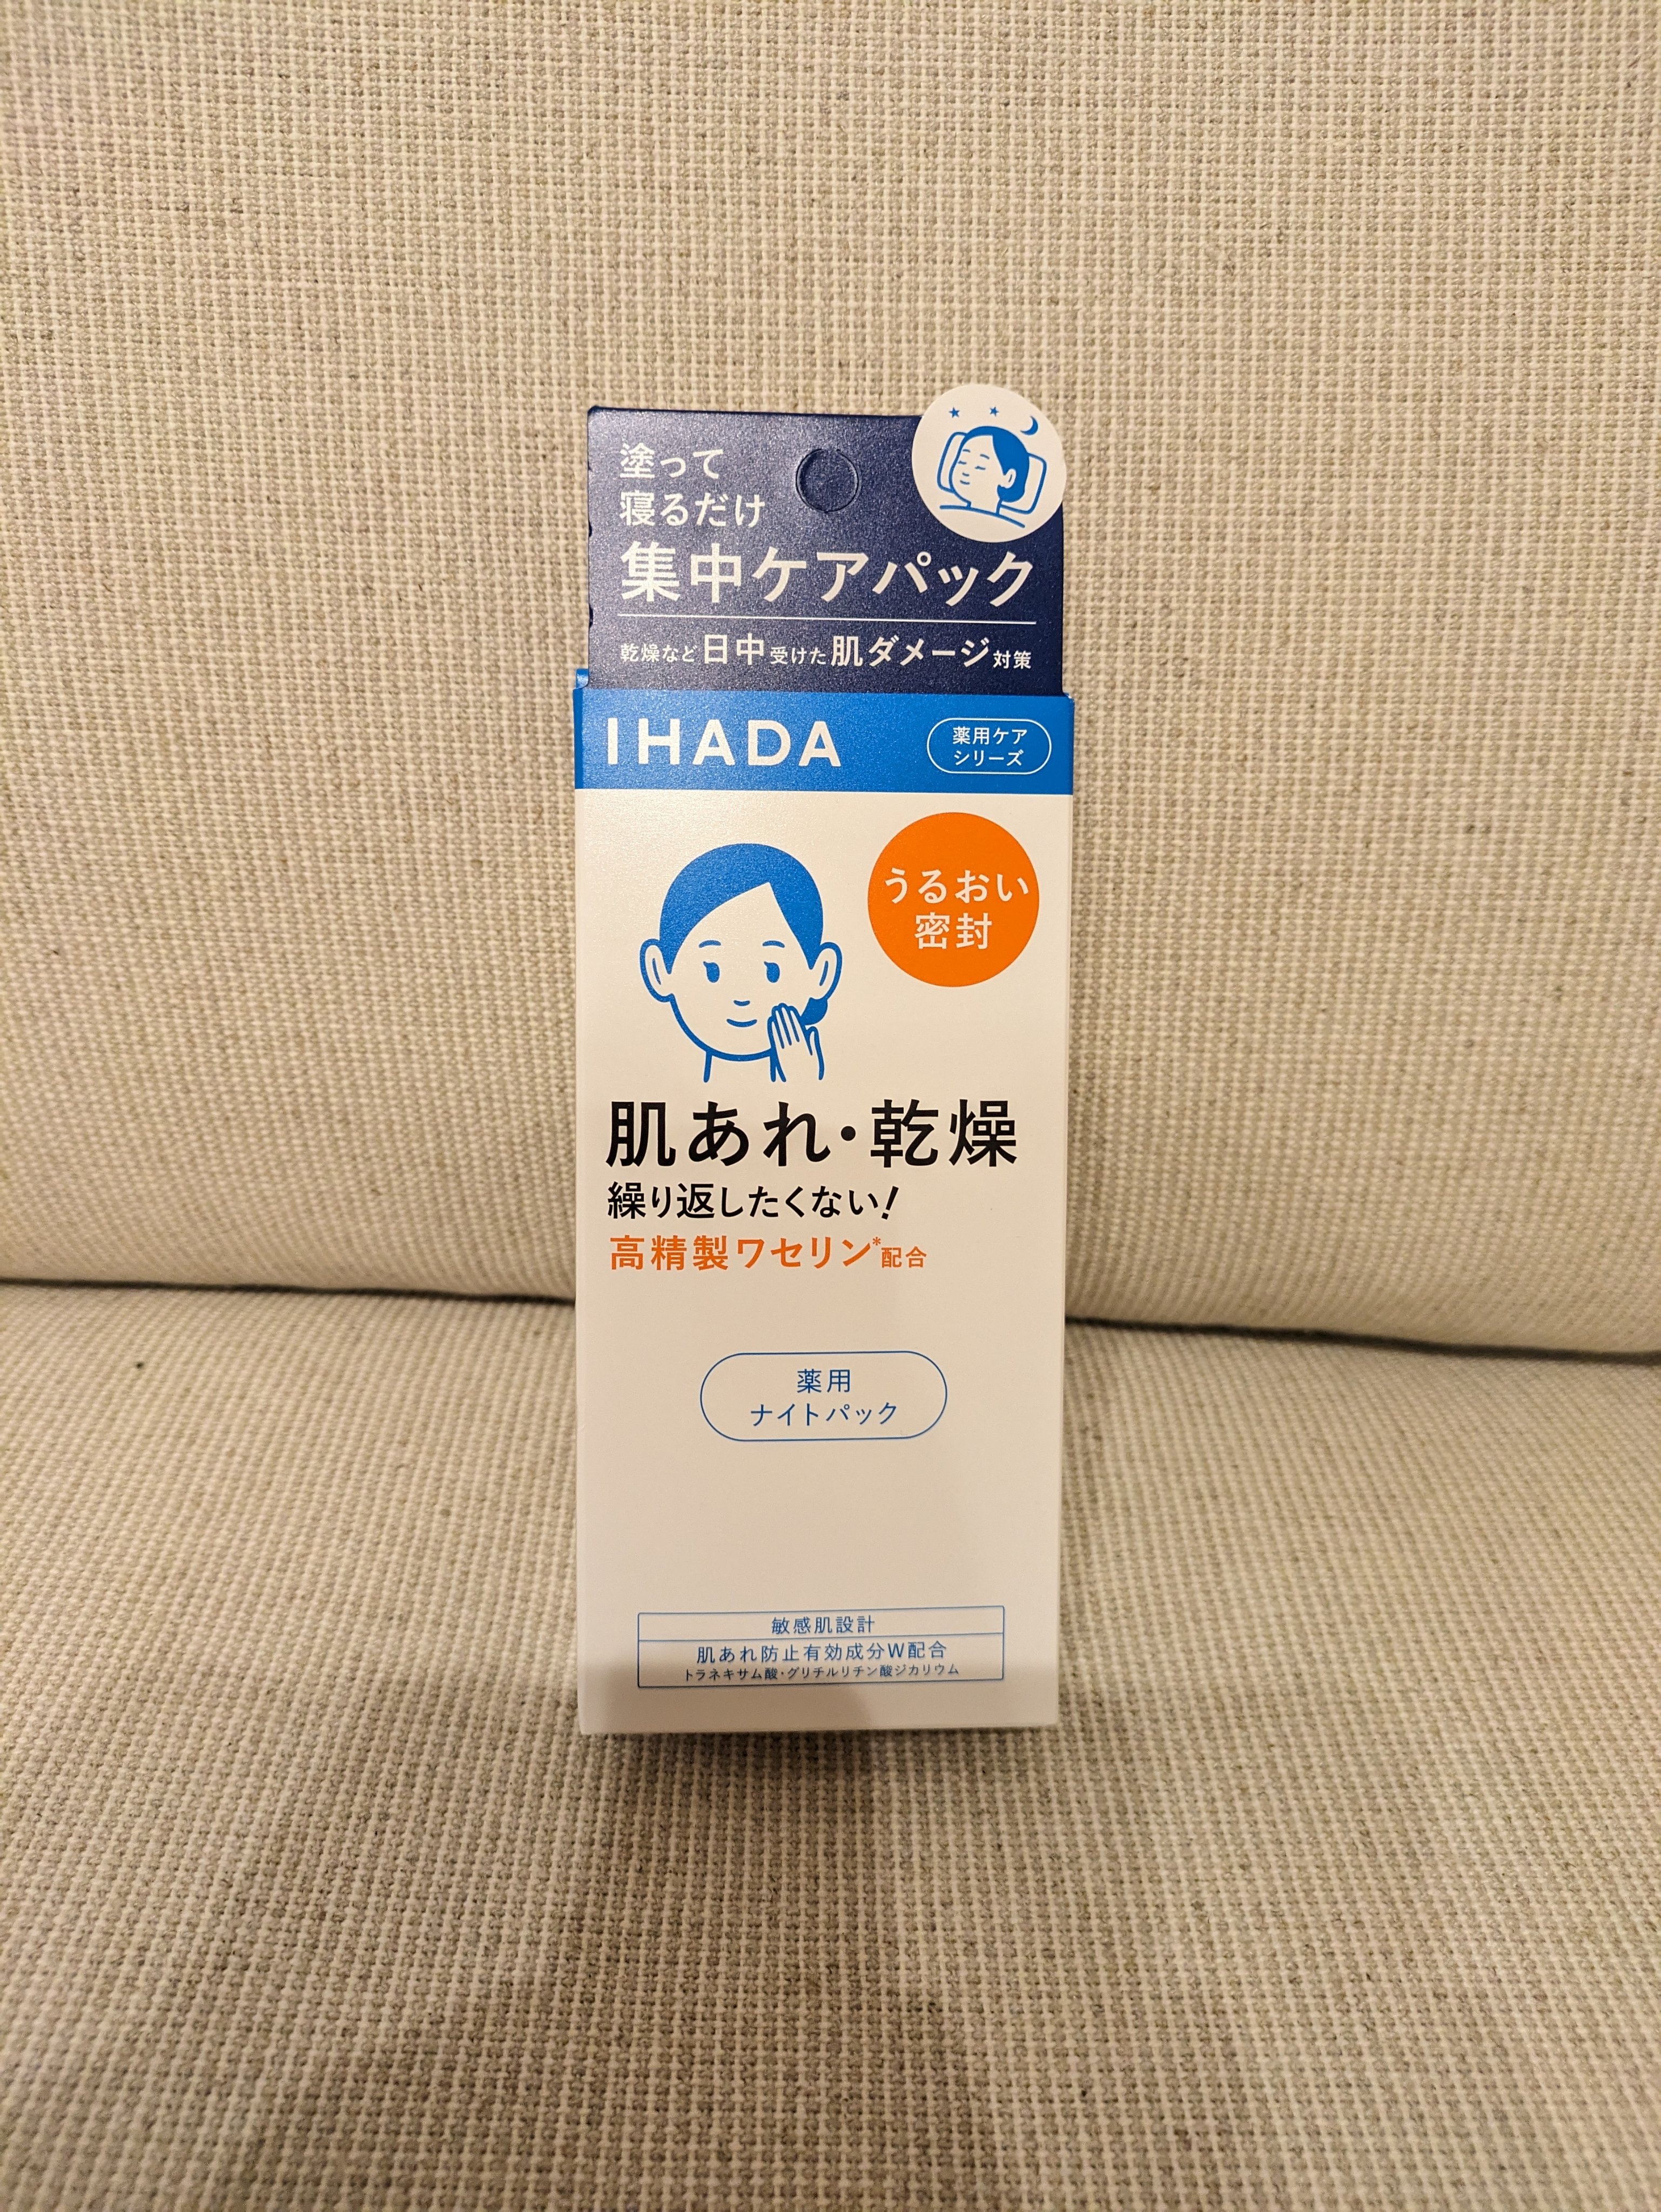 塗って
寝るだけ
集中ケアパック
乾燥など日中受けた肌ダメージ対策
IHADA
薬用ケア
シリーズ
うるおい
密封
肌あれ・乾燥
繰り返したくない!
高精製ワセリン*配合
薬用
ナイトパック
敏感肌設計
肌あれ防止有効成分W配合
トラネキサム酸・グリチルリチン酸ジカリウム